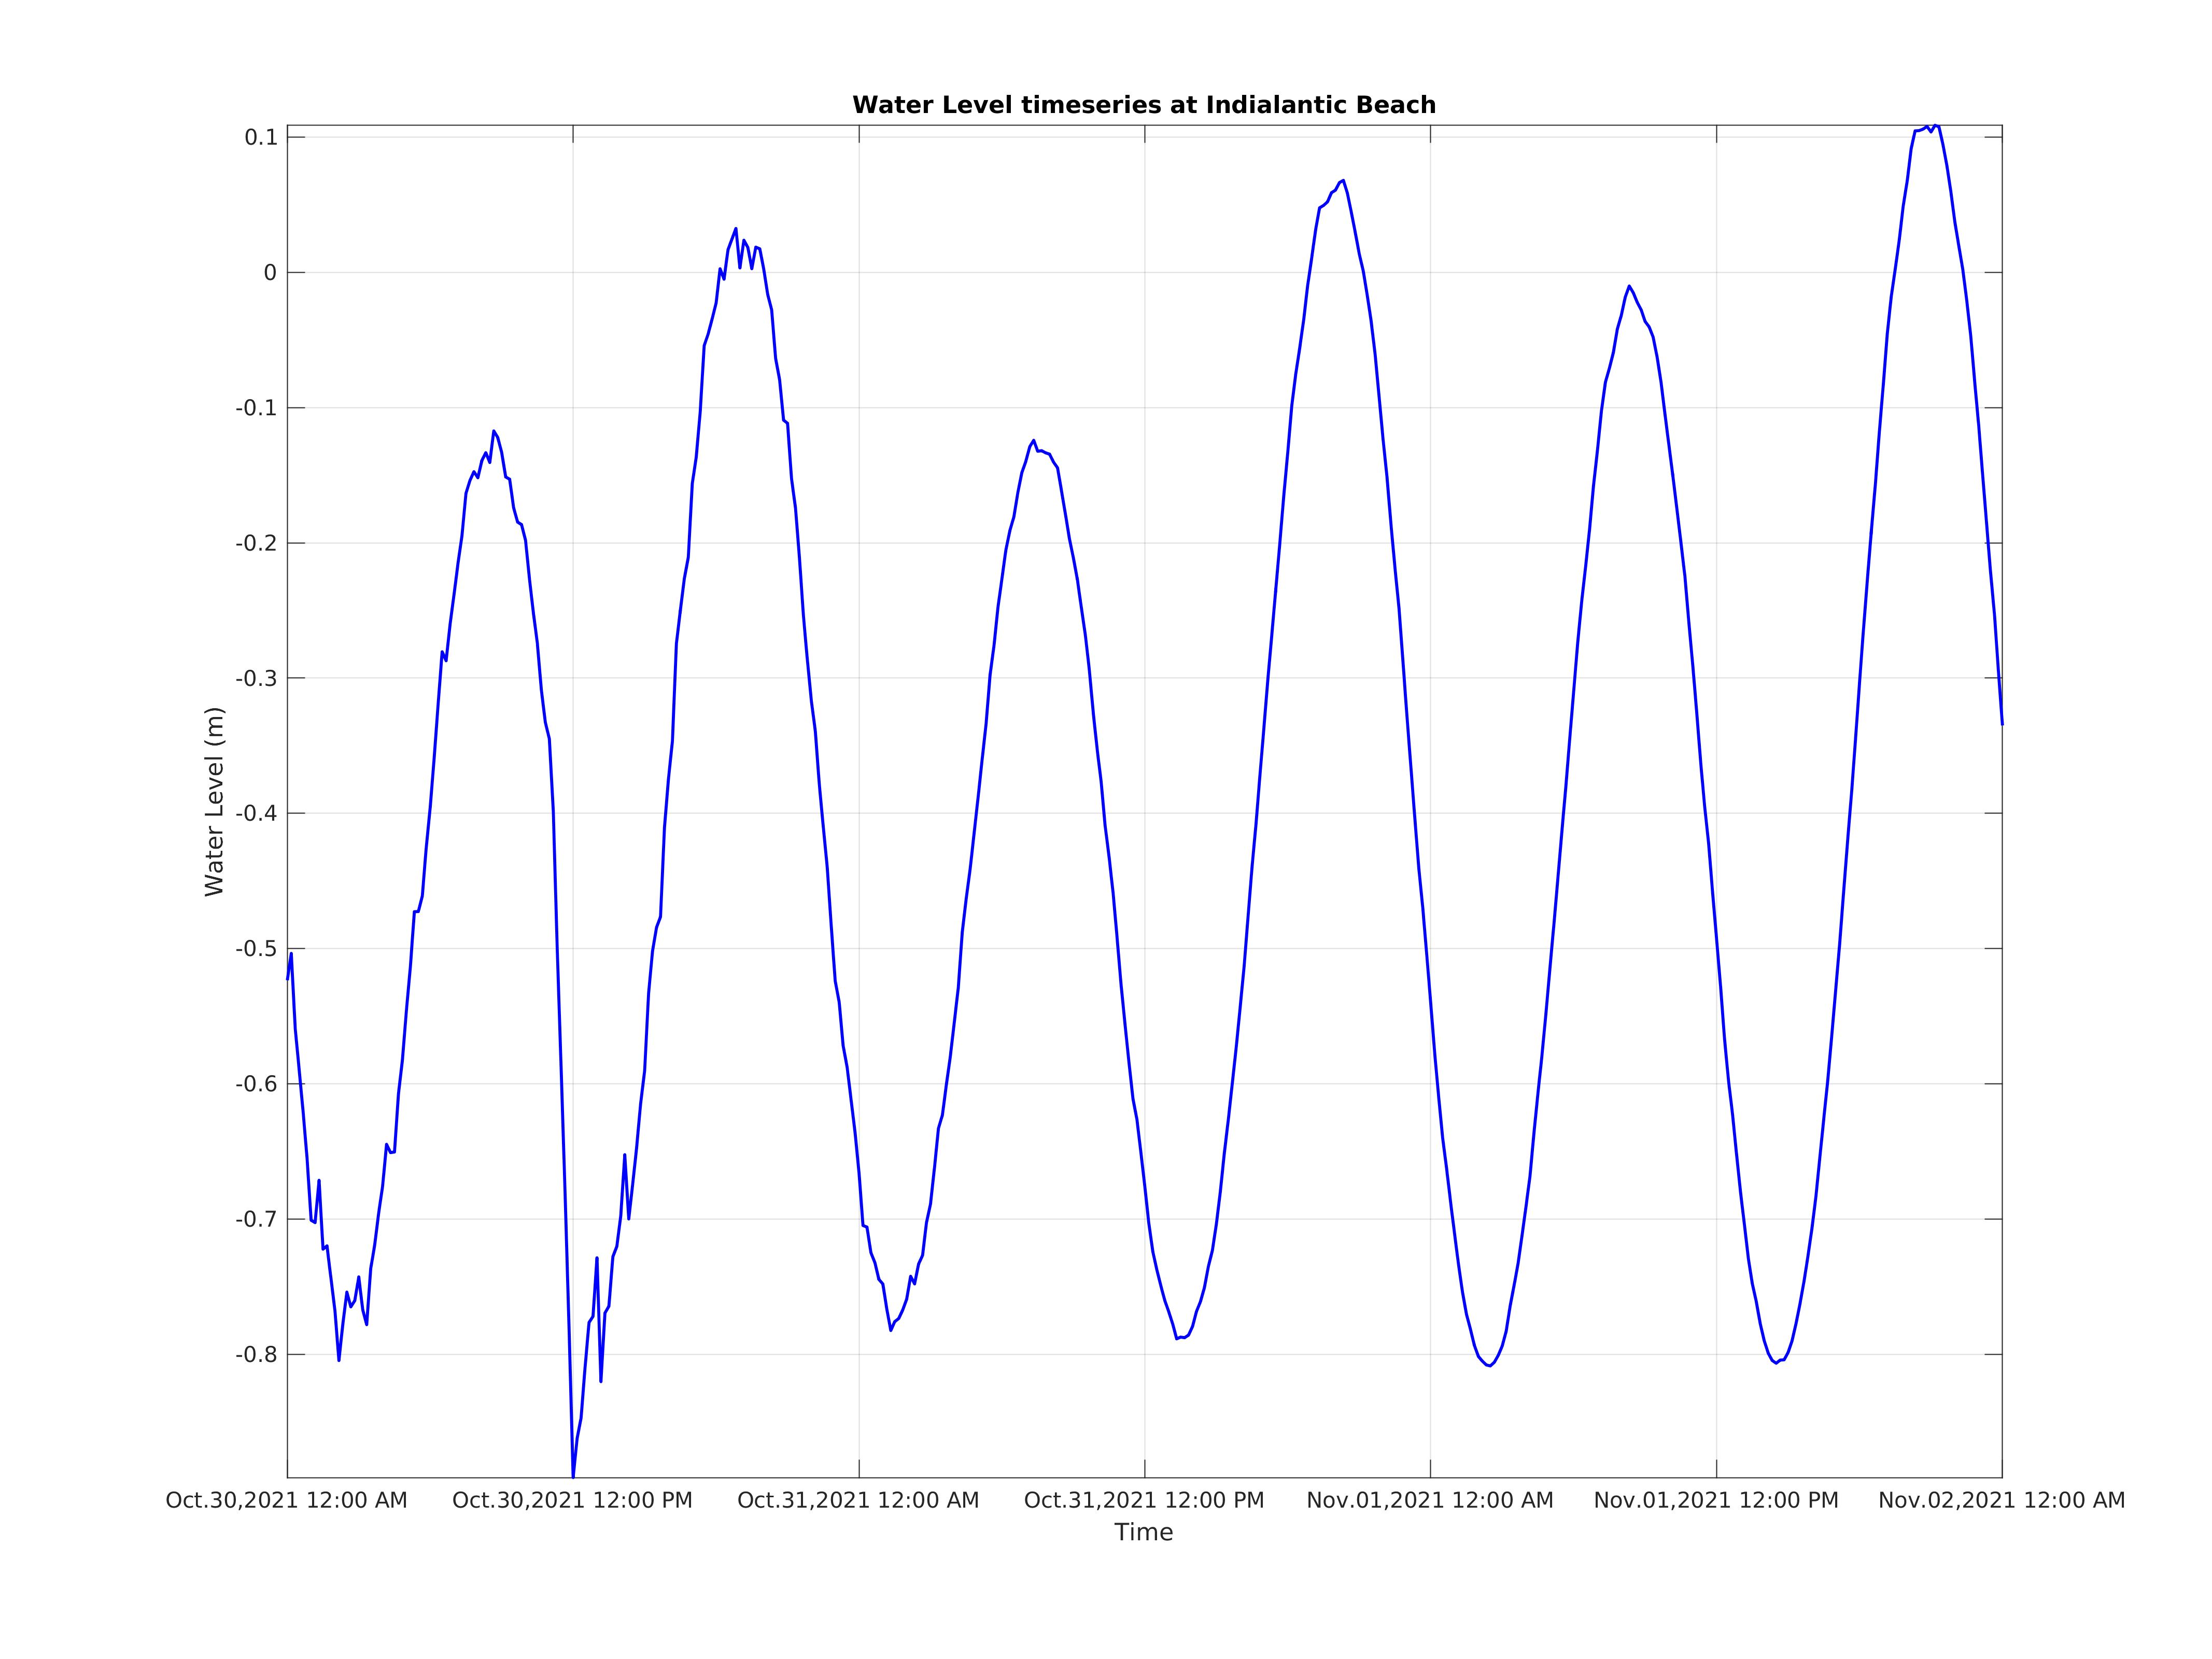 Water Level timeseries at Indialantic Beach
0.1
0
-0.1
-0.2
-0.3
-0.4
-0.5
-0.6
-0.7
-0.8
Water Level (m)
Oct.30,2021 12:00 AM
Oct.30,2021 12:00 PM
Oct.31,2021 12:00 AM
Oct.31,2021 12:00 PM
Nov.01,2021 12:00 AM
Nov.01,2021 12:00 PM
Nov.02,2021 12:00 AM
Time